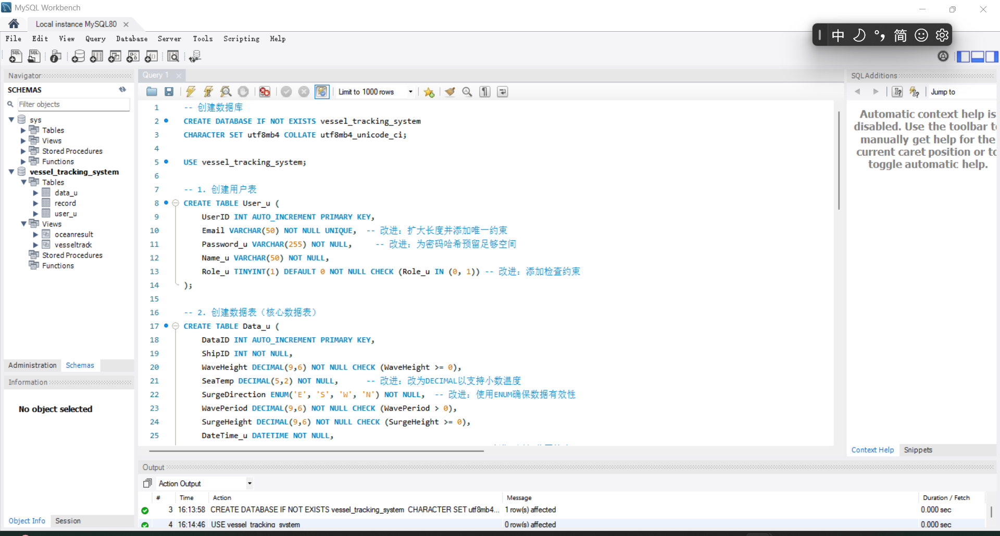 MySQL Workbench
Local instance MySQL80
File Edit View Query Database Server Tools Scripting Help
中 简
Navigator
SCHEMAS
Filter objects
sys
Tables
Views
Stored Procedures
Functions
vessel_tracking_system
Tables
data_u
record
user_u
Views
oceanresult
vesseltrack
Stored Procedures
Functions
Administration Schemas
Information
No object selected
Object Info Session
Query 1
Limit to 1000 rows
1 -- 创建数据库
2 CREATE DATABASE IF NOT EXISTS vessel_tracking_system
3 CHARACTER SET utf8mb4 COLLATE utf8mb4_unicode_ci;
4
5 USE vessel_tracking_system;
6
7 -- 1. 创建用户表
8 CREATE TABLE User_u (
9 UserID INT AUTO_INCREMENT PRIMARY KEY,
10 Email VARCHAR(50) NOT NULL UNIQUE, -- 改进：扩大长度并添加唯一约束
11 Password_u VARCHAR(255) NOT NULL, -- 改进：为密码哈希预留足够空间
12 Name_u VARCHAR(50) NOT NULL,
13 Role_u TINYINT(1) DEFAULT 0 NOT NULL CHECK (Role_u IN (0, 1)) -- 改进：添加检查约束
14 );
15
16 -- 2. 创建数据表（核心数据表）
17 CREATE TABLE Data_u (
18 DataID INT AUTO_INCREMENT PRIMARY KEY,
19 ShipID INT NOT NULL,
20 WaveHeight DECIMAL(9,6) NOT NULL CHECK (WaveHeight >= 0),
21 SeaTemp DECIMAL(5,2) NOT NULL, -- 改进：改为DECIMAL以支持小数温度
22 SurgeDirection ENUM('E', 'S', 'W', 'N') NOT NULL, -- 改进：使用ENUM确保数据有效性
23 WavePeriod DECIMAL(9,6) NOT NULL CHECK (WavePeriod > 0),
24 SurgeHeight DECIMAL(9,6) NOT NULL CHECK (SurgeHeight >= 0),
25 DateTime_u DATETIME NOT NULL,
SQLAdditions
Jump to
Automatic context help is
disabled. Use the toolbar t
manually get help for the
current caret position or to
toggle automatic help.
Context Help Snippets
Output
Action Output
# Time Action Message Duration / Fetch
3 16:13:58 CREATE DATABASE IF NOT EXISTS vessel_tracking_system CHARACTER SET utf8mb4... 1 row(s) affected 0.000 sec
4 16:14:46 USE vessel_tracking_system 0 row(s) affected 0.000 sec